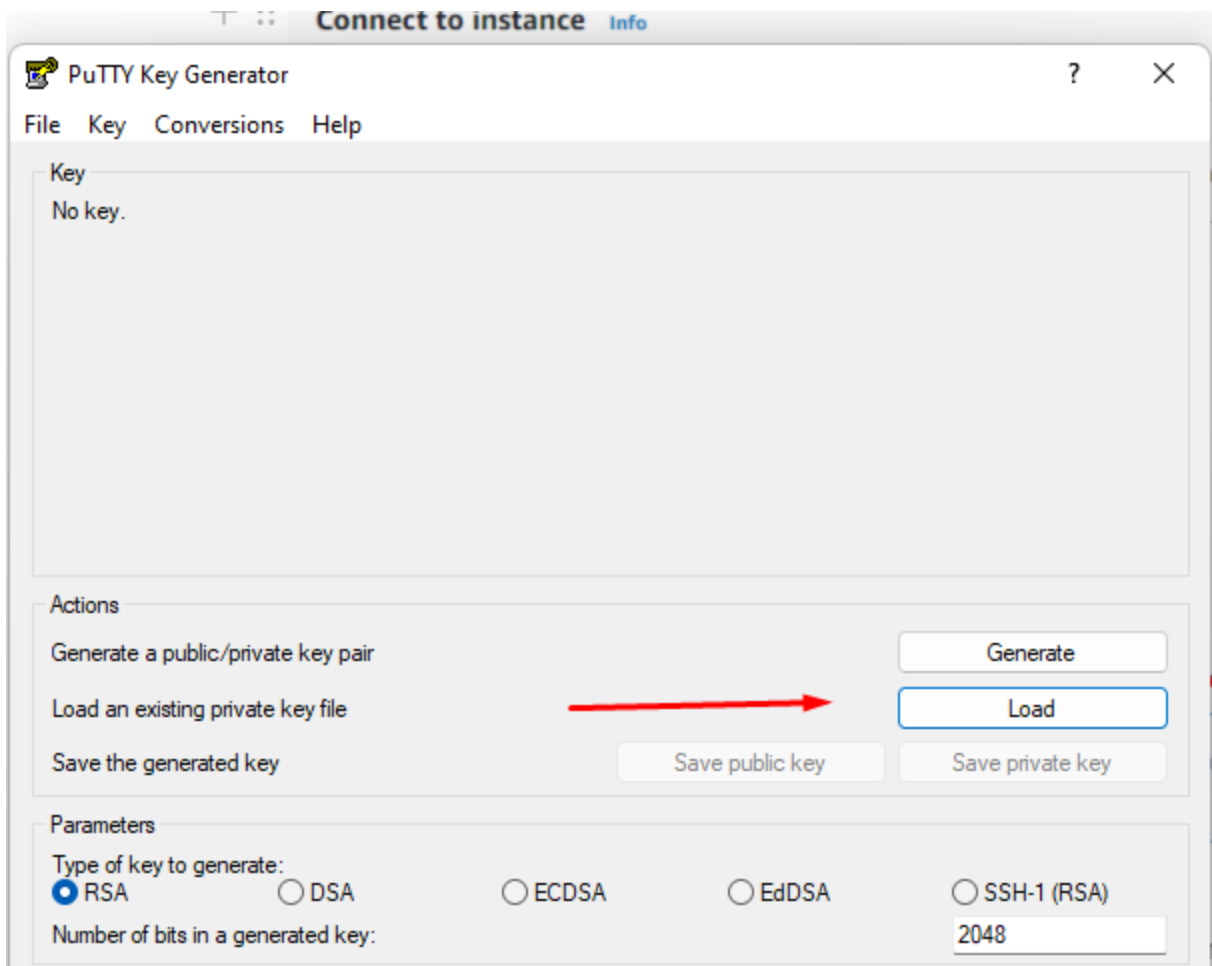 Connect to instance Info
PuTTY Key Generator ?
File Key Conversions Help
Key
No key.
Actions
Generate a public/private key pair Generate
Load an existing private key file Load
Save the generated key Save public key Save private key
Parameters
Type of key to generate:
RSA DSA ECDSA EdDSA SSH-1 (RSA)
Number of bits in a generated key: 2048